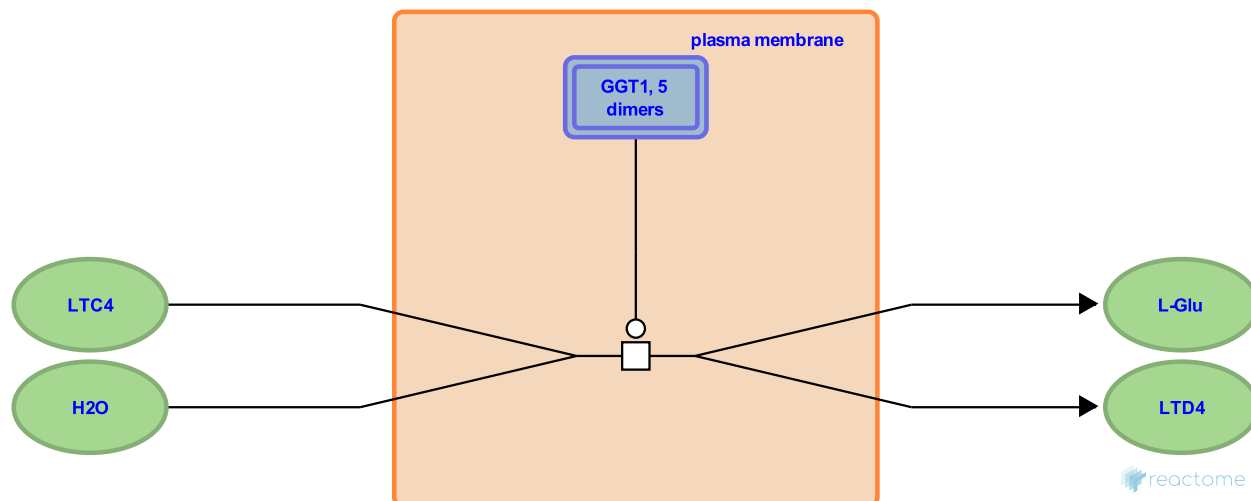 plasma membrane
GGT1, 5
dimers
LTC4
L-Glu
H2O
LTD4
reactome